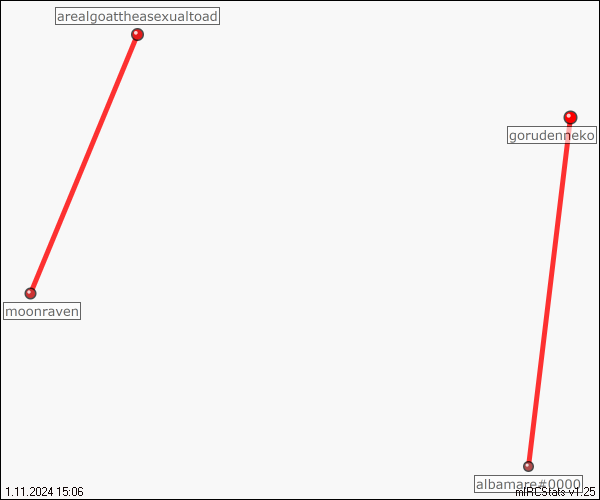 arealgoattheasexualtoad
gorudenneko
moonraven
albamare#0000
1.11.2024 15:06
mIRCStats v1.25